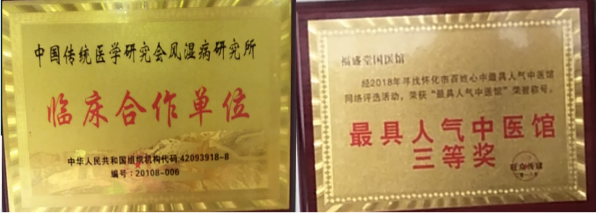 中国传统医学研究会风湿病研究所
临床合作单位
中华人民共和国组织机构代码:42093918-8
编号:20108-006
福盛堂国医馆
经2018年寻找怀化市百姓心中最具人气中医馆
网络评选活动,荣获“最具人气中医馆”荣誉称号。
最具人气中医馆
三等奖